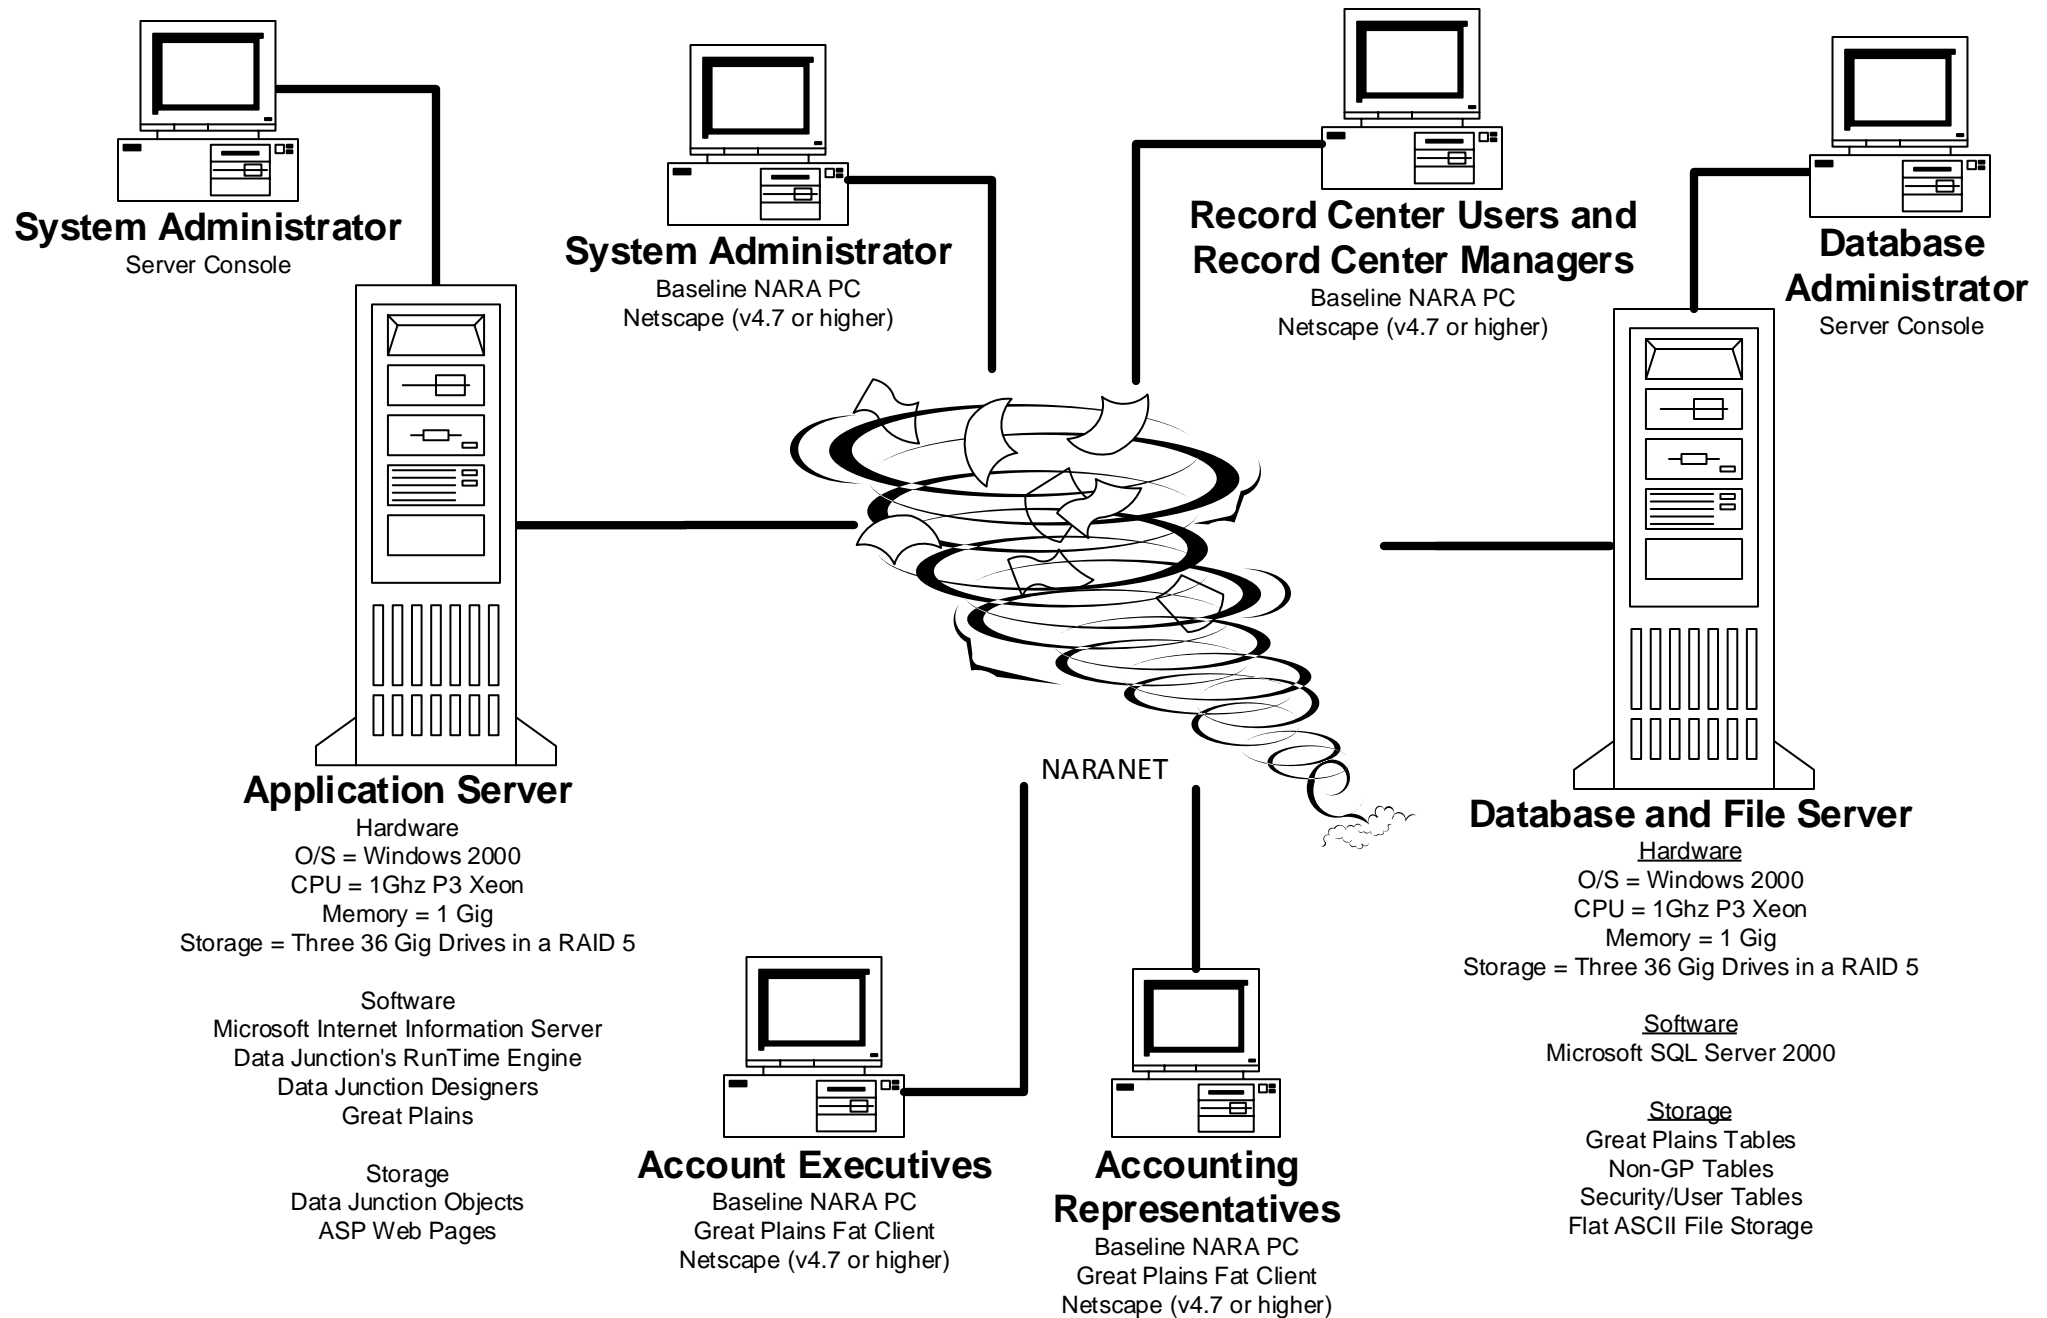 System Administrator
Server Console
System Administrator
Baseline NARA PC
Netscape (v4.7 or higher)
Record Center Users and
Record Center Managers
Baseline NARA PC
Netscape (v4.7 or higher)
Database
Administrator
Server Console
NARANET
Application Server
Hardware
O/S = Windows 2000
CPU = 1Ghz P3 Xeon
Memory = 1 Gig
Storage = Three 36 Gig Drives in a RAID 5
Software
Microsoft Internet Information Server
Data Junction's RunTime Engine
Data Junction Designers
Great Plains
Storage
Data Junction Objects
ASP Web Pages
Database and File Server
Hardware
O/S = Windows 2000
CPU = 1Ghz P3 Xeon
Memory = 1 Gig
Storage = Three 36 Gig Drives in a RAID 5
Software
Microsoft SQL Server 2000
Storage
Great Plains Tables
Non-GP Tables
Security/User Tables
Flat ASCII File Storage
Account Executives
Baseline NARA PC
Great Plains Fat Client
Netscape (v4.7 or higher)
Accounting
Representatives
Baseline NARA PC
Great Plains Fat Client
Netscape (v4.7 or higher)